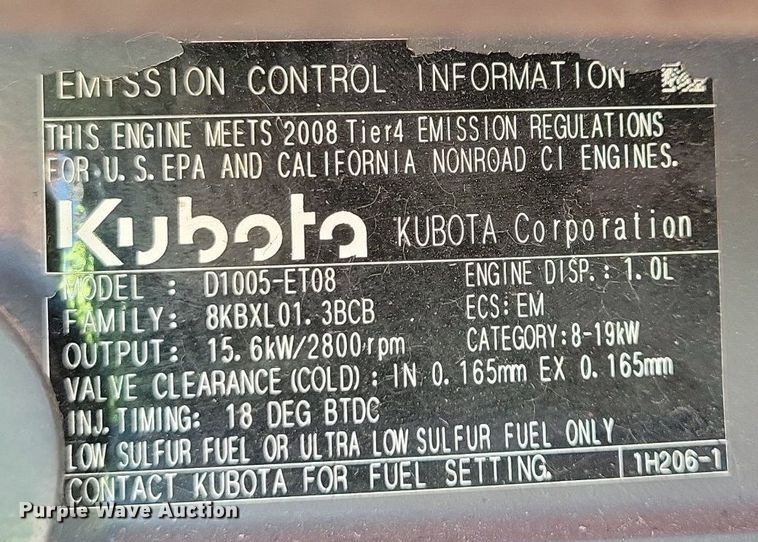 EMISSION CONTROL INFORMATION
THIS ENGINE MEETS 2008 Tier4 EMISSION REGULATIONS
FOR U.S.EPA AND CALIFORNIA NONROAD CI ENGINES.
Kubota KUBOTA Corporation
MODEL : D1005-ET08 ENGINE DISP.: 1.0L
FAMILY: 8KBXL01.3BCB ECS: EM
OUTPUT: 15.6kW/2800rpm CATEGORY:8-19kW
VALVE CLEARANCE(COLD): IN 0.165mm EX 0.165mm
INJ.TIMING: 18 DEG BTDC
LOW SULFUR FUEL OR ULTRA LOW SULFUR FUEL ONLY
CONTACT KUBOTA FOR FUEL SETTING. 1H206-1
Purple Wave Auction